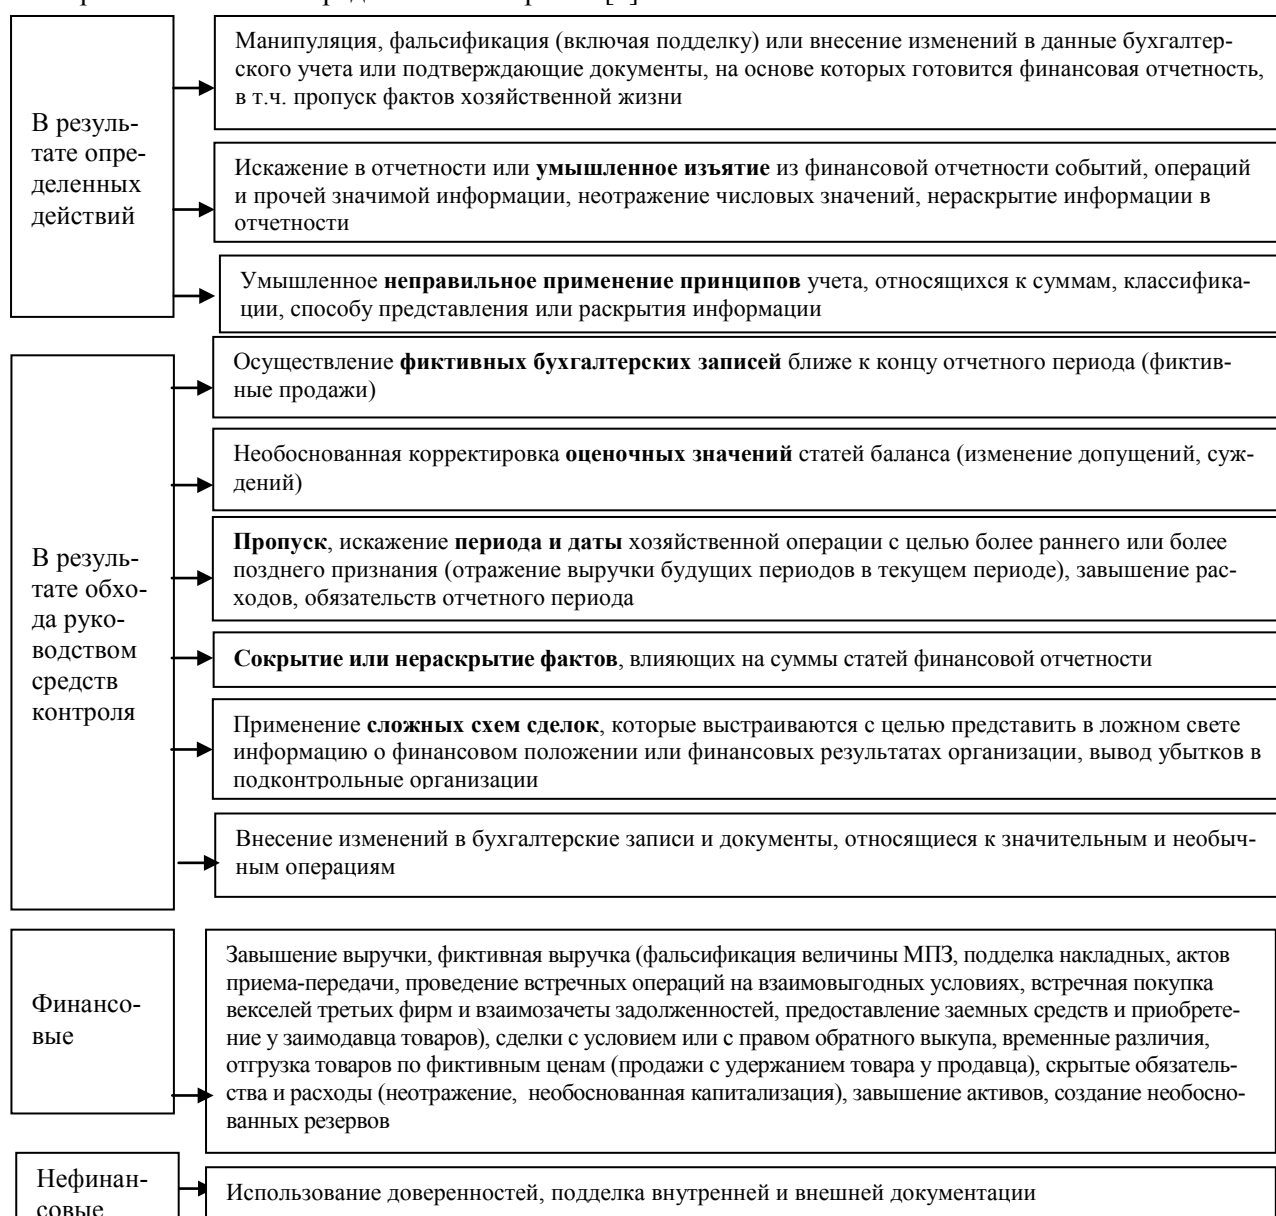 Манипуляция, фальсификация (включая подделку) или внесение изменений в данные бухгалтер-
ского учета или подтверждающие документы, на основе которых готовится финансовая отчетность,
в т.ч. пропуск фактов хозяйственной жизни
В резуль-
тате опре-
деленных
действий
Искажение в отчетности или умышленное изъятие из финансовой отчетности событий, операций
и прочей значимой информации, неотражение числовых значений, нераскрытие информации в
отчетности
Умышленное неправильное применение принципов учета, относящихся к суммам, классифика-
ции, способу представления или раскрытия информации
Осуществление фиктивных бухгалтерских записей ближе к концу отчетного периода (фиктив-
ные продажи)
Необоснованная корректировка оценочных значений статей баланса (изменение допущений, суж-
дений)
В резуль-
тате обхо-
да руко-
водством
средств
контроля
Пропуск, искажение периода и даты хозяйственной операции с целью более раннего или более
позднего признания (отражение выручки будущих периодов в текущем периоде), завышение рас-
ходов, обязательств отчетного периода
Сокрытие или нераскрытие фактов, влияющих на суммы статей финансовой отчетности
Применение сложных схем сделок, которые выстраиваются с целью представить в ложном свете
информацию о финансовом положении или финансовых результатах организации, вывод убытков в
подконтрольные организации
Внесение изменений в бухгалтерские записи и документы, относящиеся к значительным и необыч-
ным операциям
Финансо-
вые
Завышение выручки, фиктивная выручка (фальсификация величины МПЗ, подделка накладных, актов
приема-передачи, проведение встречных операций на взаимовыгодных условиях, встречная покупка
векселей третьих фирм и взаимозачеты задолженностей, предоставление заемных средств и приобрете-
ние у заимодавца товаров), сделки с условием или с правом обратного выкупа, временные различия,
отгрузка товаров по фиктивным ценам (продажи с удержанием товара у продавца), скрытые обязатель-
ства и расходы (неотражение, необоснованная капитализация), завышение активов, создание необосно-
ванных резервов
Нефинан-
совые
Использование доверенностей, подделка внутренней и внешней документации